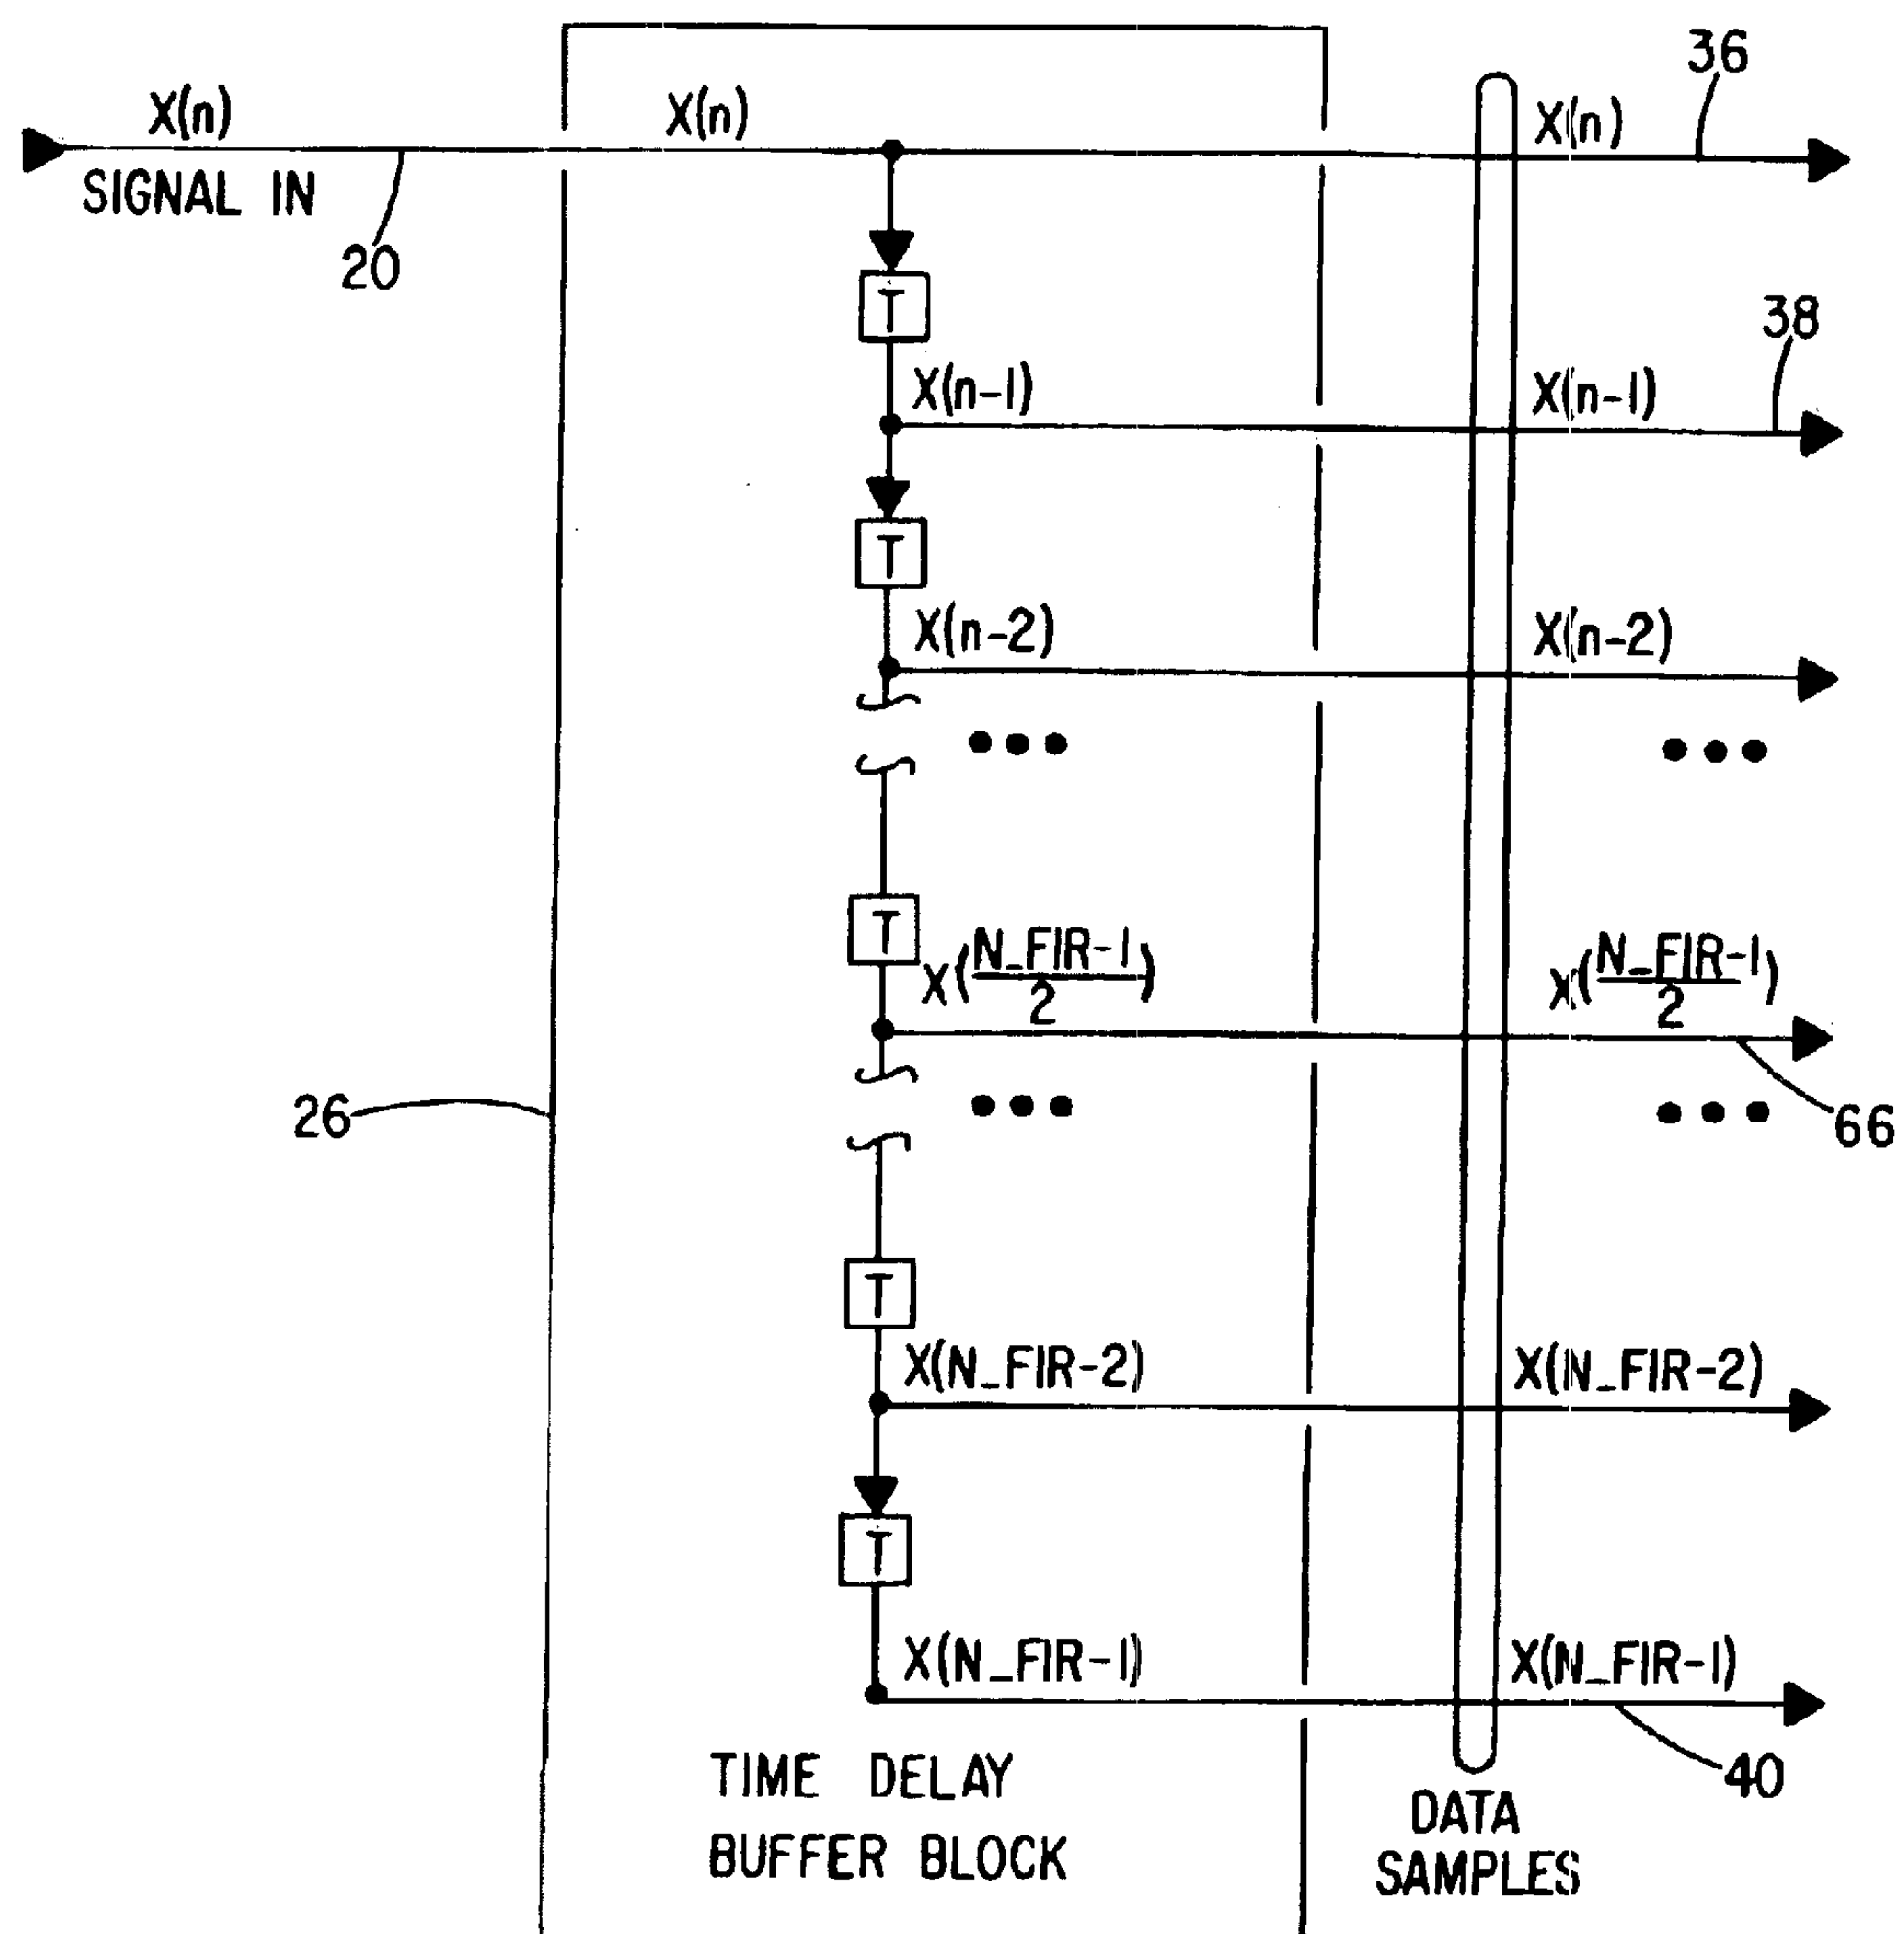 36
X(n) X(n) X(n)
SIGNAL IN
20
T
38
X(n-1) X(n-1)
T
X(n-2) X(n-2)
•••  •••
T
X(N_FIR-1/2) X(N_FIR-1/2)
26 ••• ••• 66
T
X(N_FIR-2) X(N_FIR-2)
T
X(N_FIR-1) X(N_FIR-1)
40
TIME DELAY
BUFFER BLOCK
DATA
SAMPLES